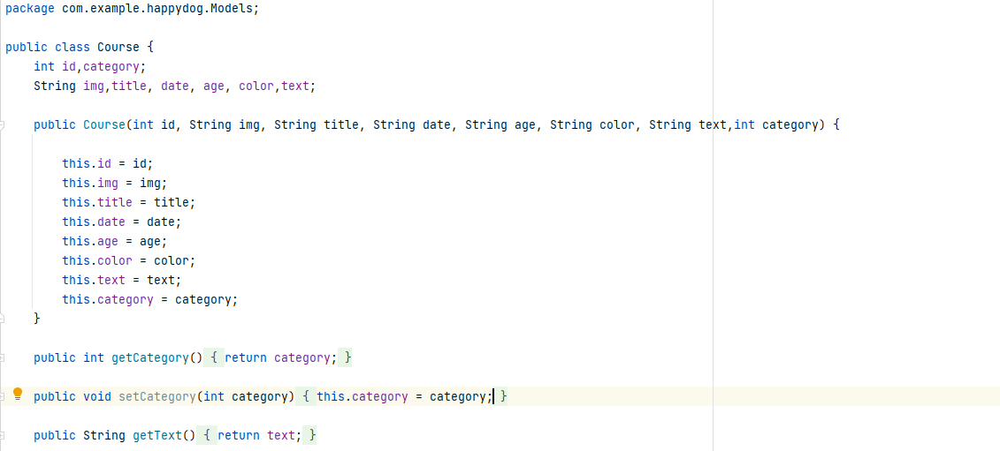 package com.example.happydog.Models;
public class Course {
int id,category;
String img,title, date, age, color,text;
public Course(int id, String img, String title, String date, String age, String color, String text,int category) {
this.id = id;
this.img = img;
this.title = title;
this.date = date;
this.age = age;
this.color = color;
this.text = text;
this.category = category;
}
public int getCategory() { return category; }
public void setCategory(int category) { this.category = category; }
public String getText() { return text; }